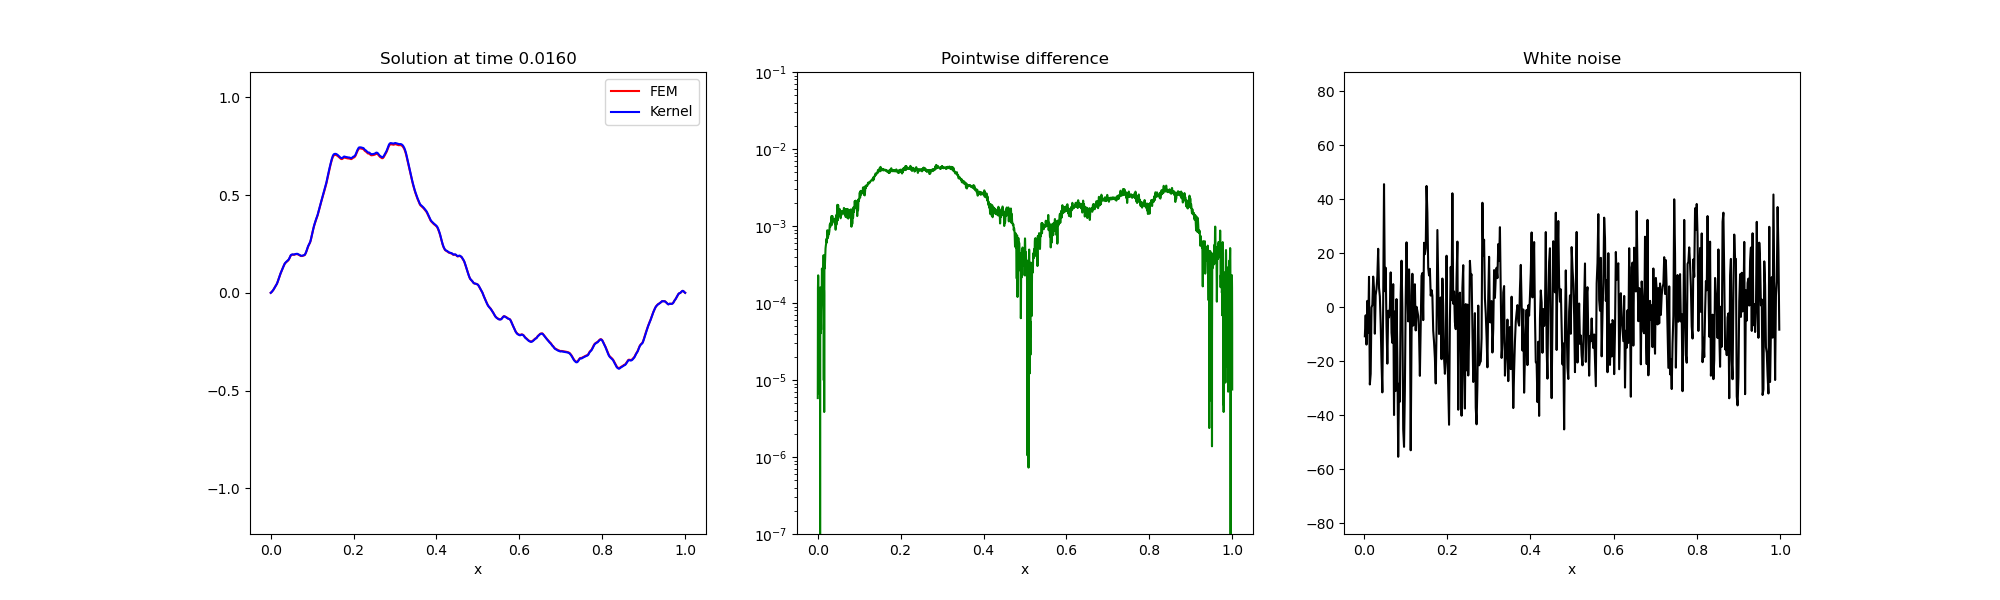 Solution at time 0.0160
1.0
0.5
0.0
−0.5
−1.0
FEM
Kernel
0.0 0.2 0.4 0.6 0.8 1.0
x
Pointwise difference
10⁻¹
10⁻²
10⁻³
10⁻⁴
10⁻⁵
10⁻⁶
10⁻⁷
0.0 0.2 0.4 0.6 0.8 1.0
x
White noise
80
60
40
20
0
−20
−40
−60
−80
0.0 0.2 0.4 0.6 0.8 1.0
x